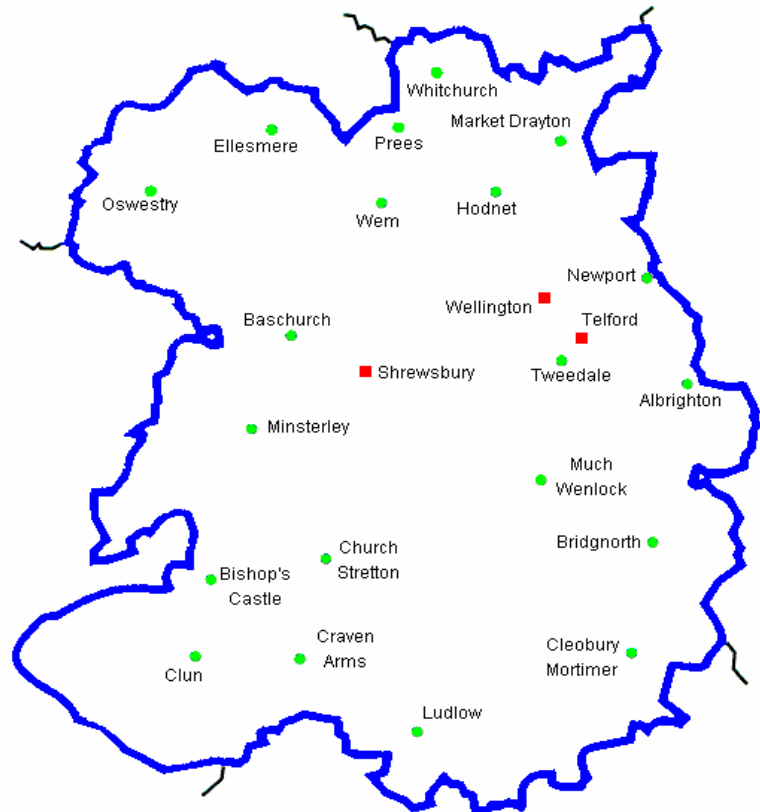 Whitchurch
Market Drayton
Ellesmere
Prees
Oswestry
Wem
Hodnet
Newport
Wellington
Telford
Baschurch
Shrewsbury
Tweedale
Albrighton
Minsterley
Much
Wenlock
Bridgnorth
Church
Stretton
Bishop's
Castle
Craven
Arms
Clun
Cleobury
Mortimer
Ludlow